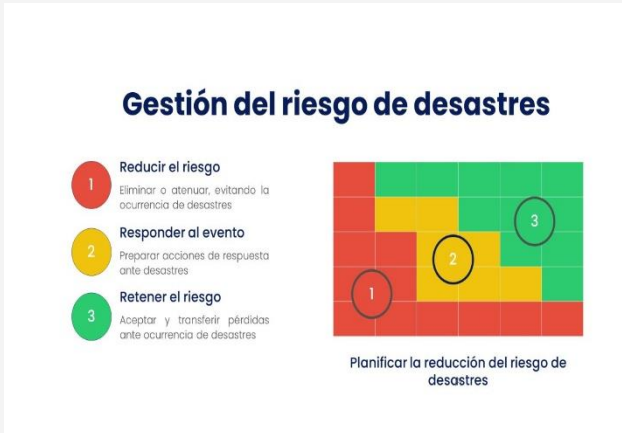 Gestión del riesgo de desastres
1
Reducir el riesgo
Eliminar o atenuar, evitando la
ocurrencia de desastres
2
Responder al evento
Preparar acciones de respuesta
ante desastres
3
Retener el riesgo
Aceptar y transferir pérdidas
ante ocurrencia de desastres
3
2
1
Planificar la reducción del riesgo de
desastres